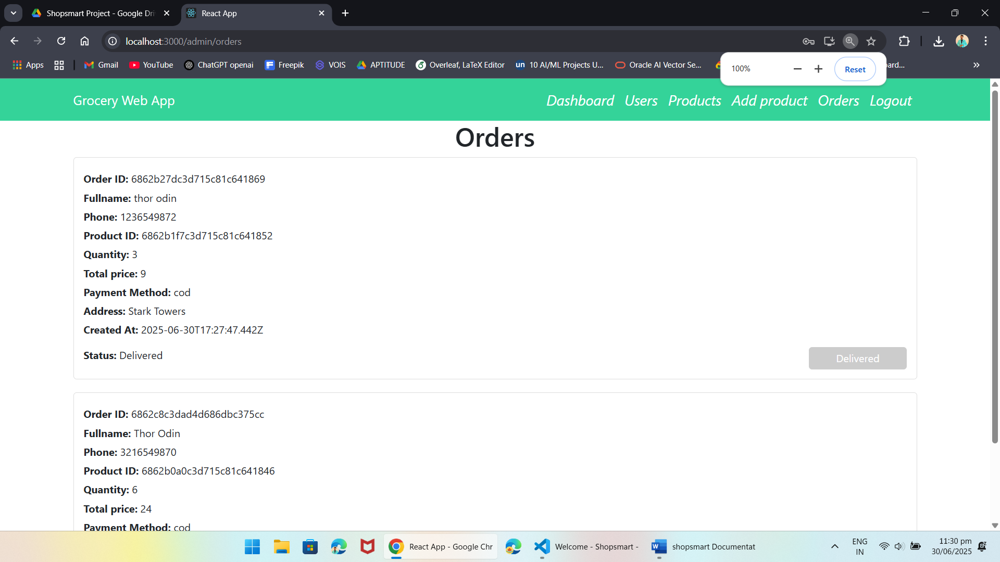 Shopsmart Project - Google Dri
React App
localhost:3000/admin/orders
Apps
Gmail
YouTube
ChatGPT openai
Freepik
VOIS
APTITUDE
Overleaf, LaTeX Editor
un 10 AI/ML Projects U...
Oracle AI Vector Se...
ard...
100%
Reset
Grocery Web App
Dashboard Users Products Add product Orders Logout
Orders
Order ID: 6862b27dc3d715c81c641869
Fullname: thor odin
Phone: 1236549872
Product ID: 6862b1f7c3d715c81c641852
Quantity: 3
Total price: 9
Payment Method: cod
Address: Stark Towers
Created At: 2025-06-30T17:27:47.442Z
Status: Delivered
Delivered
Order ID: 6862c8c3dad4d686dbc375cc
Fullname: Thor Odin
Phone: 3216549870
Product ID: 6862b0a0c3d715c81c641846
Quantity: 6
Total price: 24
Payment Method: cod
React App - Google Chr
Welcome - Shopsmart -
shopsmart Documentat
ENG
IN
11:30 pm
30/06/2025